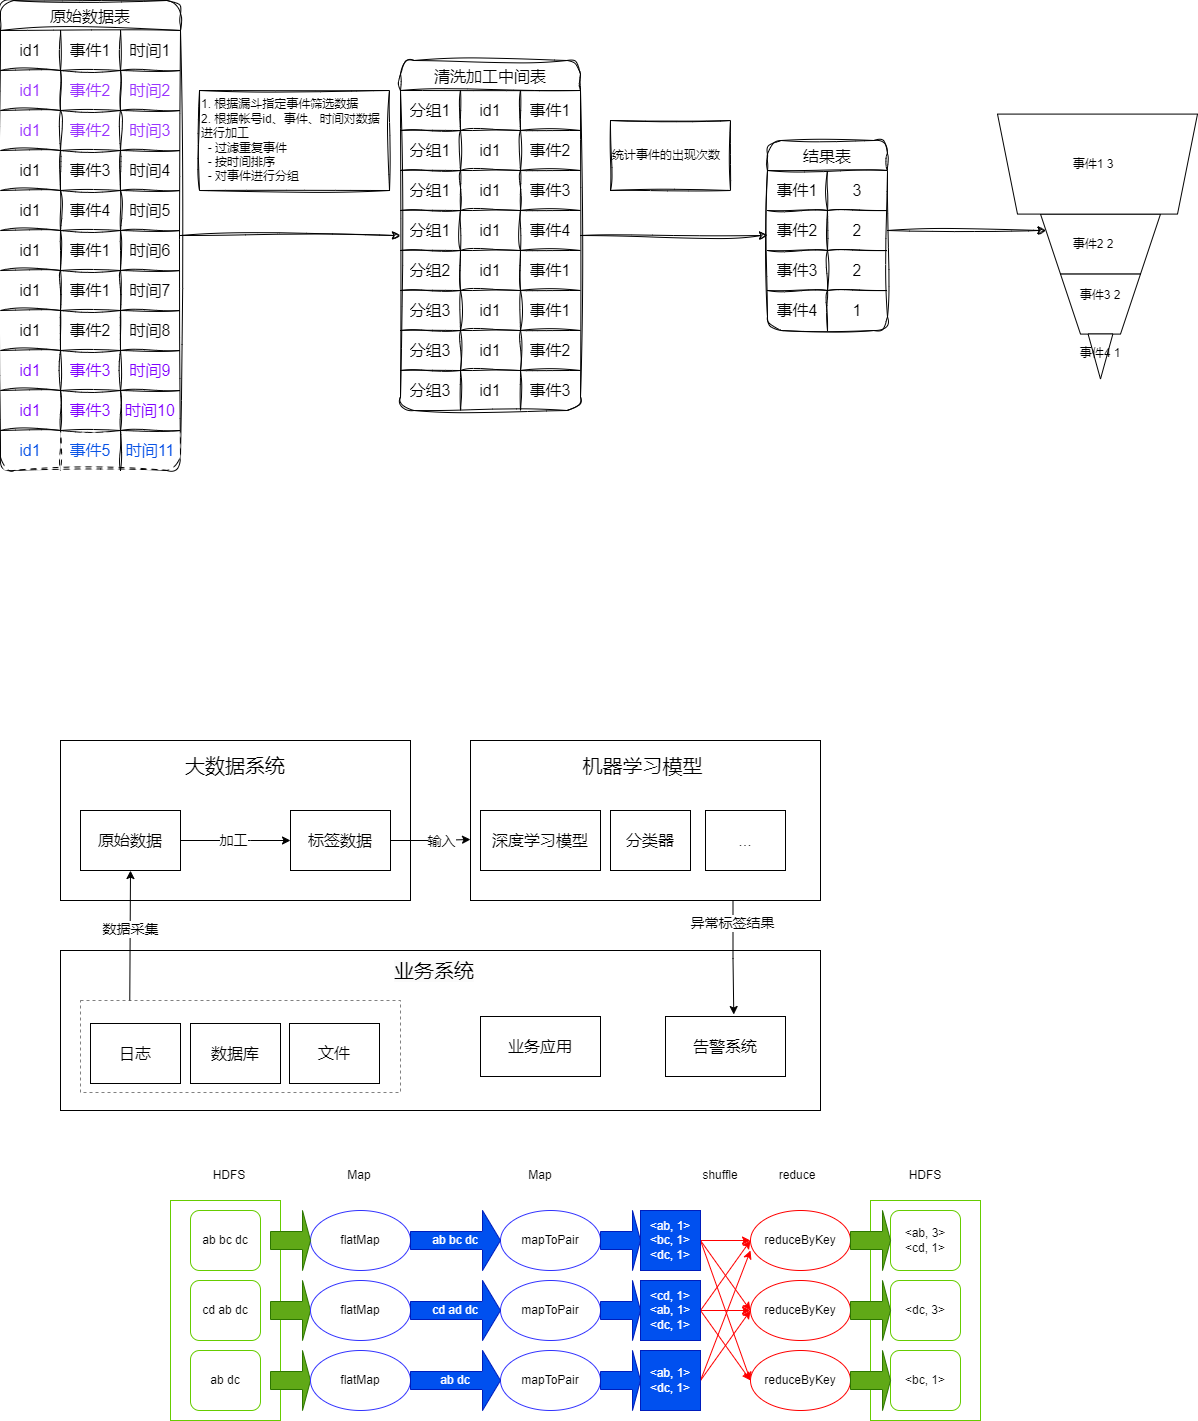 原始数据表
id1 事件1 时间1
id1 事件2 时间2
id1 事件2 时间3
id1 事件3 时间4
id1 事件4 时间5
id1 事件1 时间6
id1 事件1 时间7
id1 事件2 时间8
id1 事件3 时间9
id1 事件3 时间10
id1 事件5 时间11
1. 根据漏斗指定事件筛选数据
2. 根据帐号id、事件、时间对数据
进行加工
- 过滤重复事件
- 按时间排序
- 对事件进行分组
清洗加工中间表
分组1 id1 事件1
分组1 id1 事件2
分组1 id1 事件3
分组1 id1 事件4
分组2 id1 事件1
分组3 id1 事件1
分组3 id1 事件2
分组3 id1 事件3
统计事件的出现次数
结果表
事件1 3
事件2 2
事件3 2
事件4 1
事件1 3
事件2 2
事件3 2
事件4 1
大数据系统
原始数据
加工
标签数据
输入
机器学习模型
深度学习模型
分类器
...
数据采集
异常标签结果
业务系统
日志
数据库
文件
业务应用
告警系统
HDFS Map Map shuffle reduce HDFS
ab bc dc
flatMap
ab bc dc
mapToPair
<ab, 1>
<bc, 1>
<dc, 1>
reduceByKey
<ab, 3>
<cd, 1>
cd ab dc
flatMap
cd ad dc
mapToPair
<cd, 1>
<ab, 1>
<dc, 1>
reduceByKey
<dc, 3>
ab dc
flatMap
ab dc
mapToPair
<ab, 1>
<dc, 1>
reduceByKey
<bc, 1>